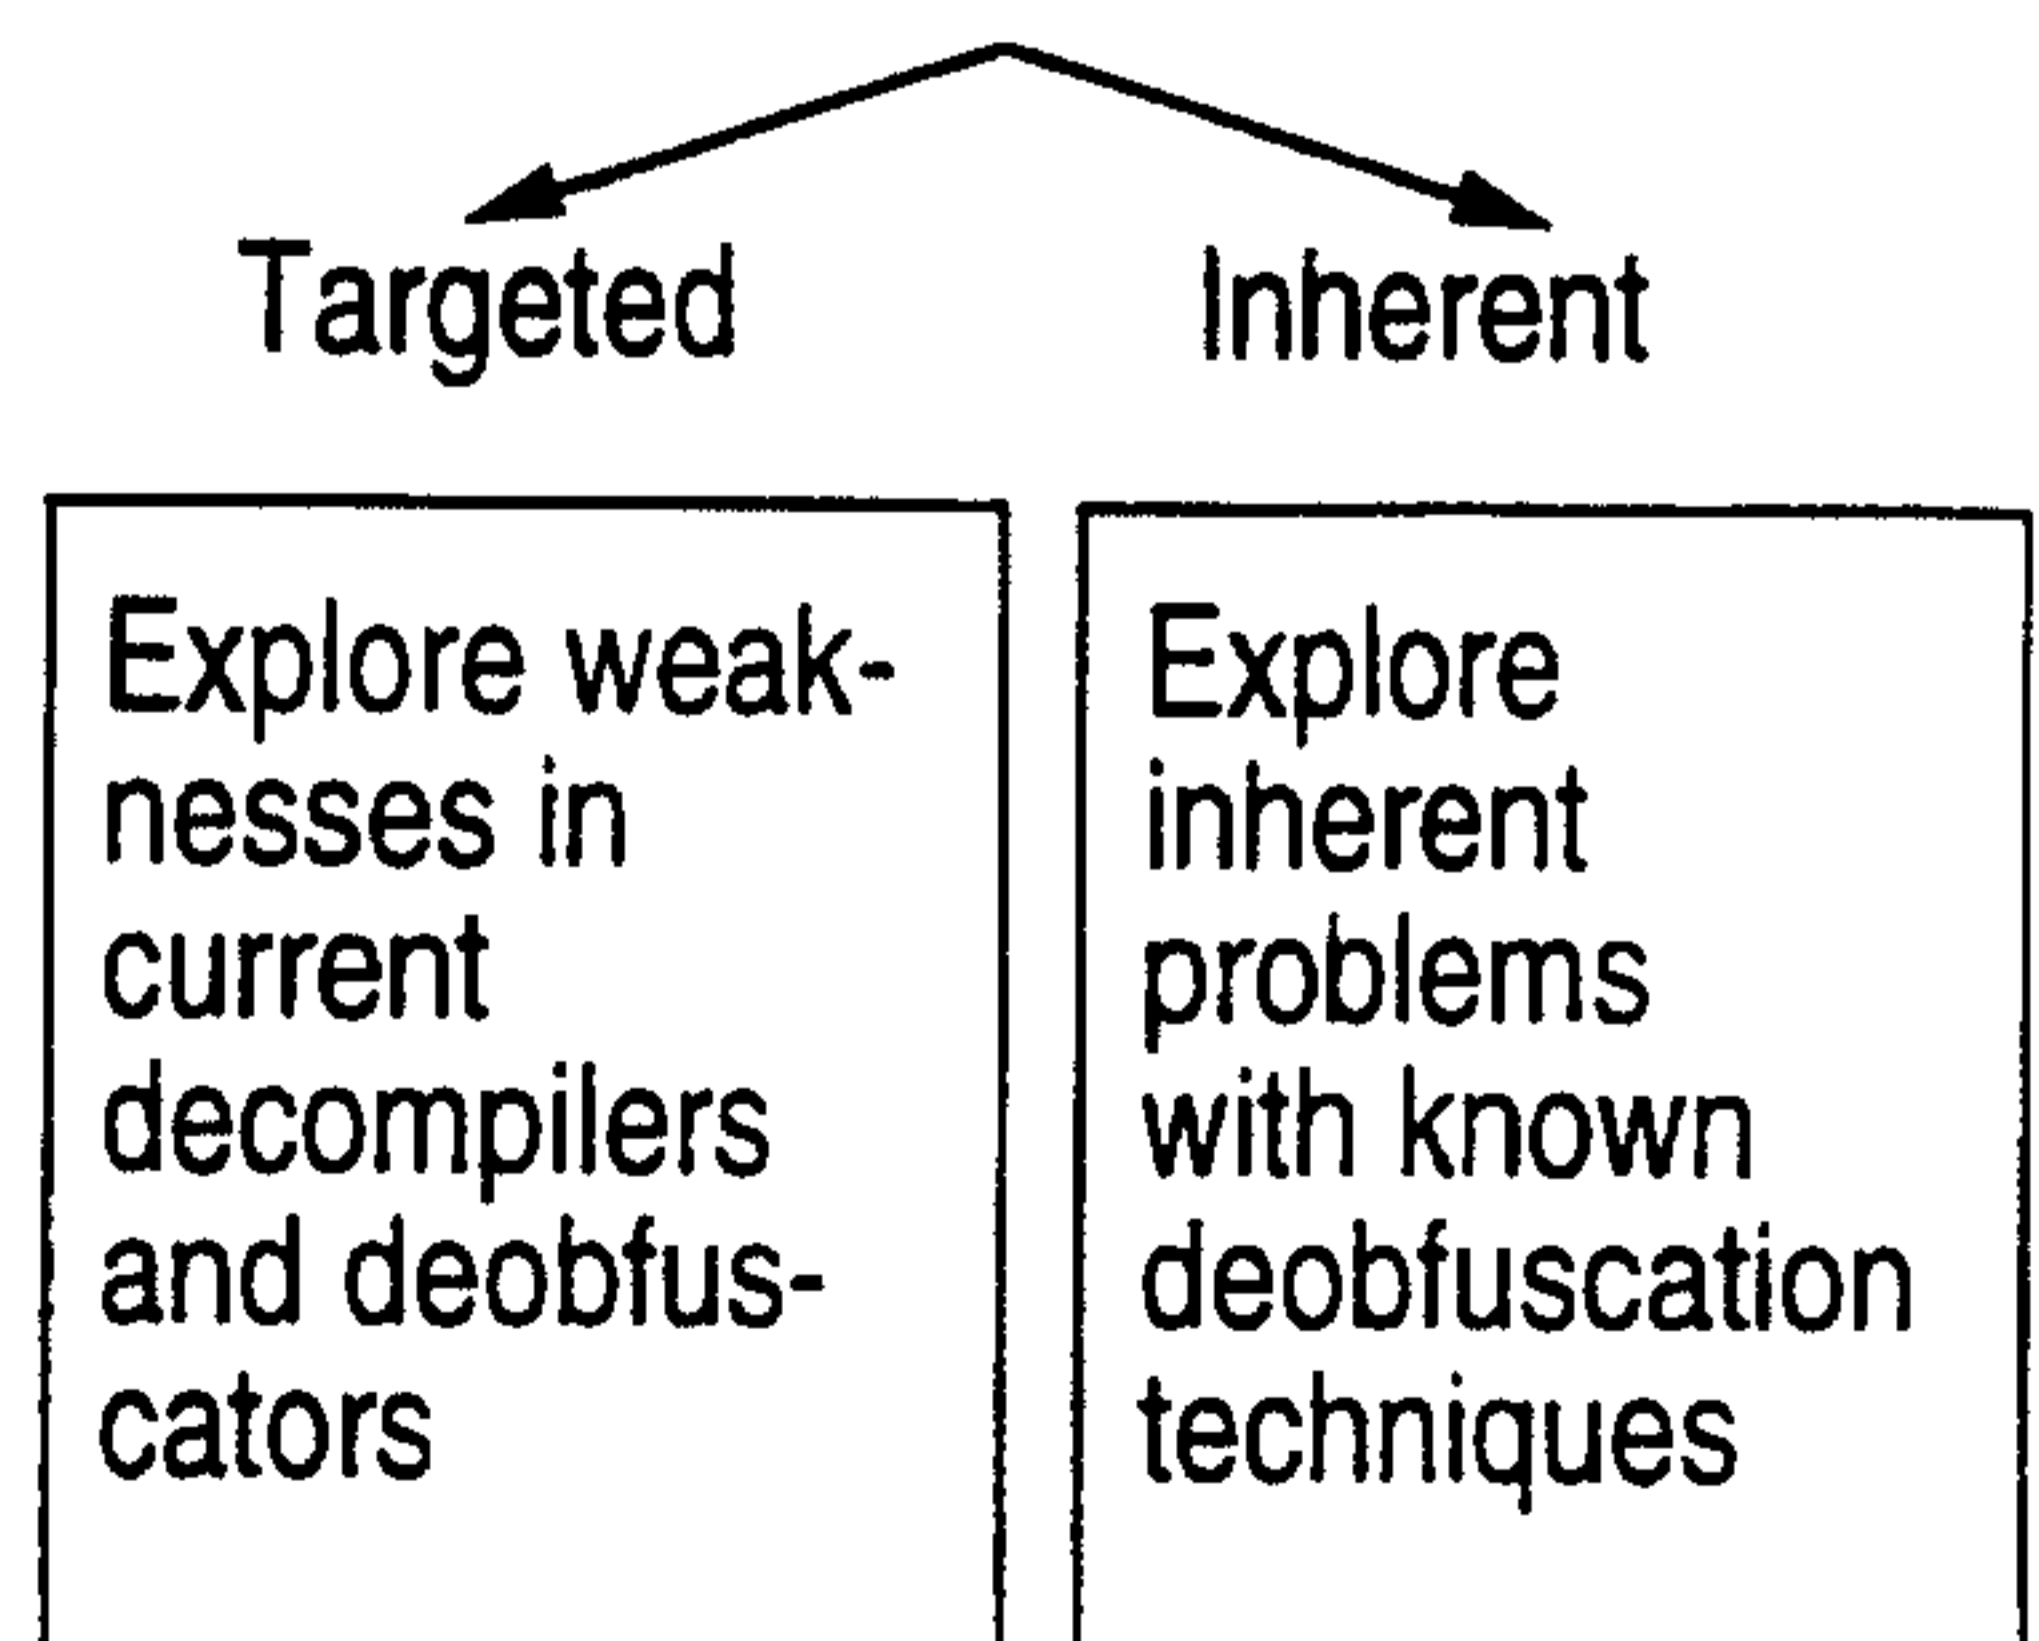 Targeted
Inherent
Explore weak-
nesses in
current
decompilers
and deobfus-
cators
Explore
inherent
problems
with known
deobfuscation
techniques